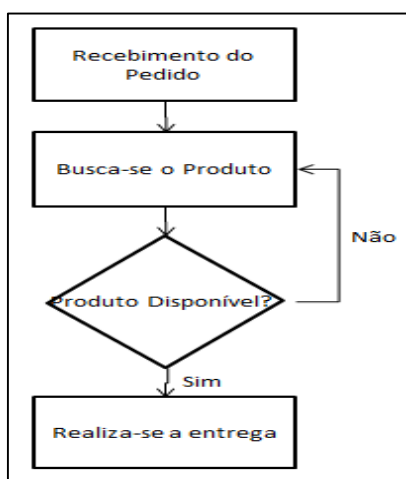 Recebimento do
Pedido
Busca-se o Produto
Não
Produto Disponível?
Sim
Realiza-se a entrega